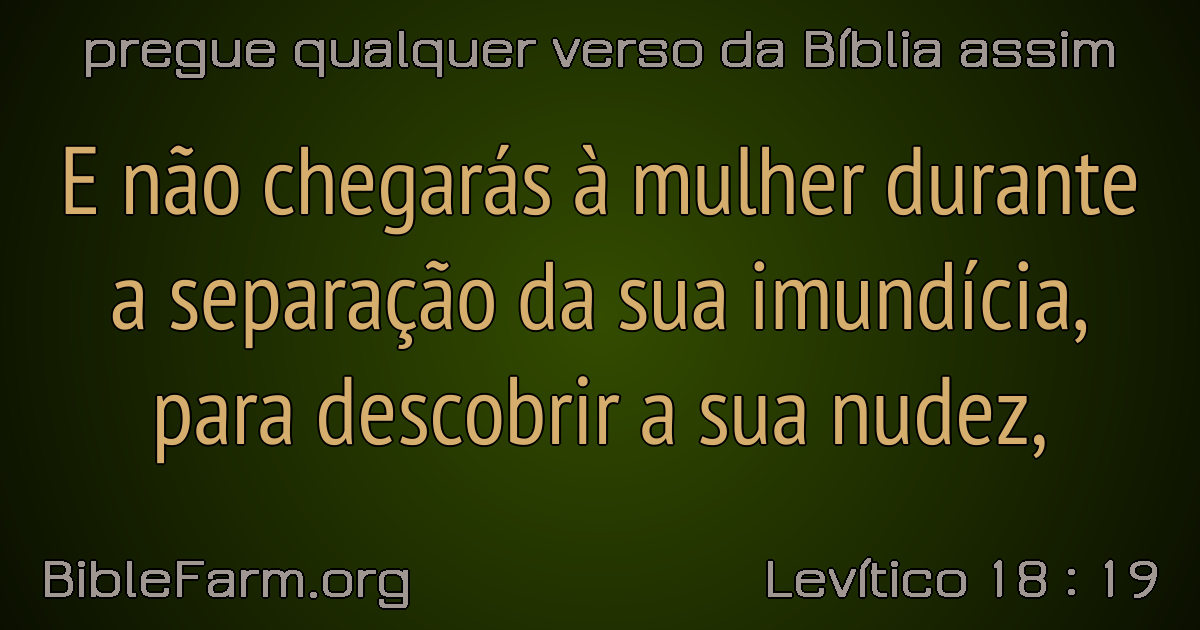 pregue qualquer verso da Bíblia assim
E não chegarás à mulher durante
a separação da sua imundícia,
para descobrir a sua nudez,
BibleFarm.org
Levítico 18 : 19